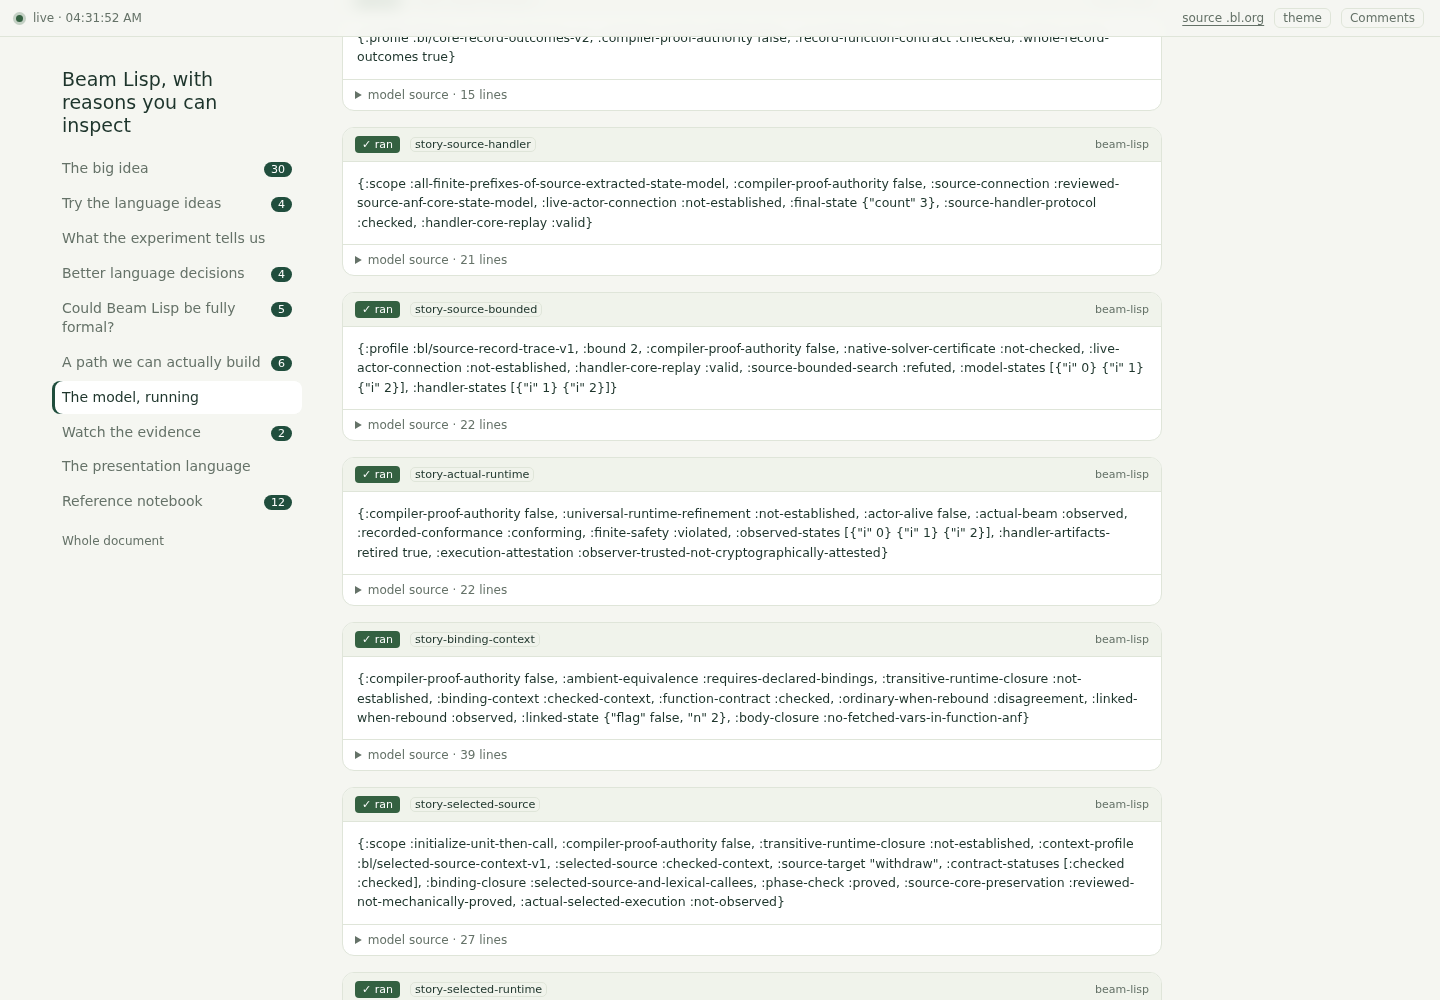 live · 04:31:52 AM
source .bl.org
theme
Comments
Beam Lisp, with
reasons you can
inspect
The big idea 30
Try the language ideas 4
What the experiment tells us
Better language decisions 4
Could Beam Lisp be fully 5
formal?
A path we can actually build 6
The model, running
Watch the evidence 2
The presentation language
Reference notebook 12
Whole document
{:profile :bl/core-record-outcomes-v2, :compiler-proof-authority false, :record-function-contract :checked, :whole-record-
outcomes true}
▶ model source · 15 lines
✓ ran story-source-handler beam-lisp
{:scope :all-finite-prefixes-of-source-extracted-state-model, :compiler-proof-authority false, :source-connection :reviewed-
source-anf-core-state-model, :live-actor-connection :not-established, :final-state {"count" 3}, :source-handler-protocol
:checked, :handler-core-replay :valid}
▶ model source · 21 lines
✓ ran story-source-bounded beam-lisp
{:profile :bl/source-record-trace-v1, :bound 2, :compiler-proof-authority false, :native-solver-certificate :not-checked, :live-
actor-connection :not-established, :handler-core-replay :valid, :source-bounded-search :refuted, :model-states [{"i" 0} {"i" 1}
{"i" 2}], :handler-states [{"i" 1} {"i" 2}]}
▶ model source · 22 lines
✓ ran story-actual-runtime beam-lisp
{:compiler-proof-authority false, :universal-runtime-refinement :not-established, :actor-alive false, :actual-beam :observed,
:recorded-conformance :conforming, :finite-safety :violated, :observed-states [{"i" 0} {"i" 1} {"i" 2}], :handler-artifacts-
retired true, :execution-attestation :observer-trusted-not-cryptographically-attested}
▶ model source · 22 lines
✓ ran story-binding-context beam-lisp
{:compiler-proof-authority false, :ambient-equivalence :requires-declared-bindings, :transitive-runtime-closure :not-
established, :binding-context :checked-context, :function-contract :checked, :ordinary-when-rebound :disagreement, :linked-
when-rebound :observed, :linked-state {"flag" false, "n" 2}, :body-closure :no-fetched-vars-in-function-anf}
▶ model source · 39 lines
✓ ran story-selected-source beam-lisp
{:scope :initialize-unit-then-call, :compiler-proof-authority false, :transitive-runtime-closure :not-established, :context-profile
:bl/selected-source-context-v1, :selected-source :checked-context, :source-target "withdraw", :contract-statuses [:checked
:checked], :binding-closure :selected-source-and-lexical-callees, :phase-check :proved, :source-core-preservation :reviewed-
not-mechanically-proved, :actual-selected-execution :not-observed}
▶ model source · 27 lines
✓ ran story-selected-runtime beam-lisp